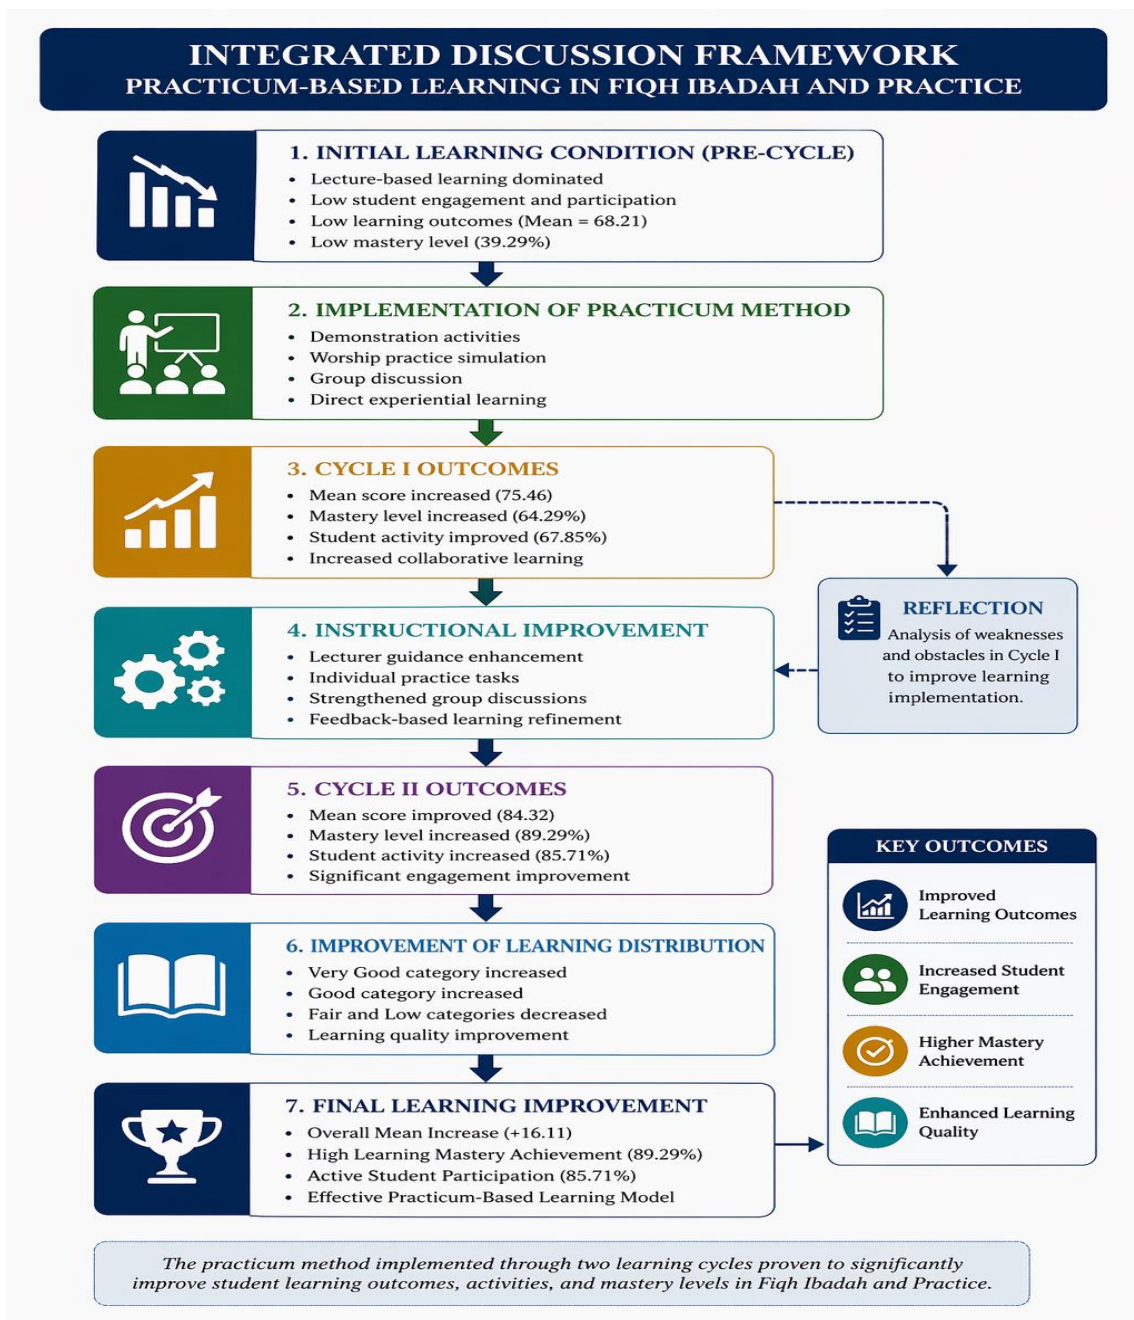 INTEGRATED DISCUSSION FRAMEWORK
PRACTICUM-BASED LEARNING IN FIQH IBADAH AND PRACTICE
1. INITIAL LEARNING CONDITION (PRE-CYCLE)
• Lecture-based learning dominated
• Low student engagement and participation
• Low learning outcomes (Mean = 68.21)
• Low mastery level (39.29%)
2. IMPLEMENTATION OF PRACTICUM METHOD
• Demonstration activities
• Worship practice simulation
• Group discussion
• Direct experiential learning
3. CYCLE I OUTCOMES
• Mean score increased (75.46)
• Mastery level increased (64.29%)
• Student activity improved (67.85%)
• Increased collaborative learning
REFLECTION
Analysis of weaknesses
and obstacles in Cycle I
to improve learning
implementation.
4. INSTRUCTIONAL IMPROVEMENT
• Lecturer guidance enhancement
• Individual practice tasks
• Strengthened group discussions
• Feedback-based learning refinement
5. CYCLE II OUTCOMES
• Mean score improved (84.32)
• Mastery level increased (89.29%)
• Student activity increased (85.71%)
• Significant engagement improvement
6. IMPROVEMENT OF LEARNING DISTRIBUTION
• Very Good category increased
• Good category increased
• Fair and Low categories decreased
• Learning quality improvement
7. FINAL LEARNING IMPROVEMENT
• Overall Mean Increase (+16.11)
• High Learning Mastery Achievement (89.29%)
• Active Student Participation (85.71%)
• Effective Practicum-Based Learning Model
KEY OUTCOMES
Improved
Learning Outcomes
Increased Student
Engagement
Higher Mastery
Achievement
Enhanced Learning
Quality
The practicum method implemented through two learning cycles proven to significantly
improve student learning outcomes, activities, and mastery levels in Fiqh Ibadah and Practice.